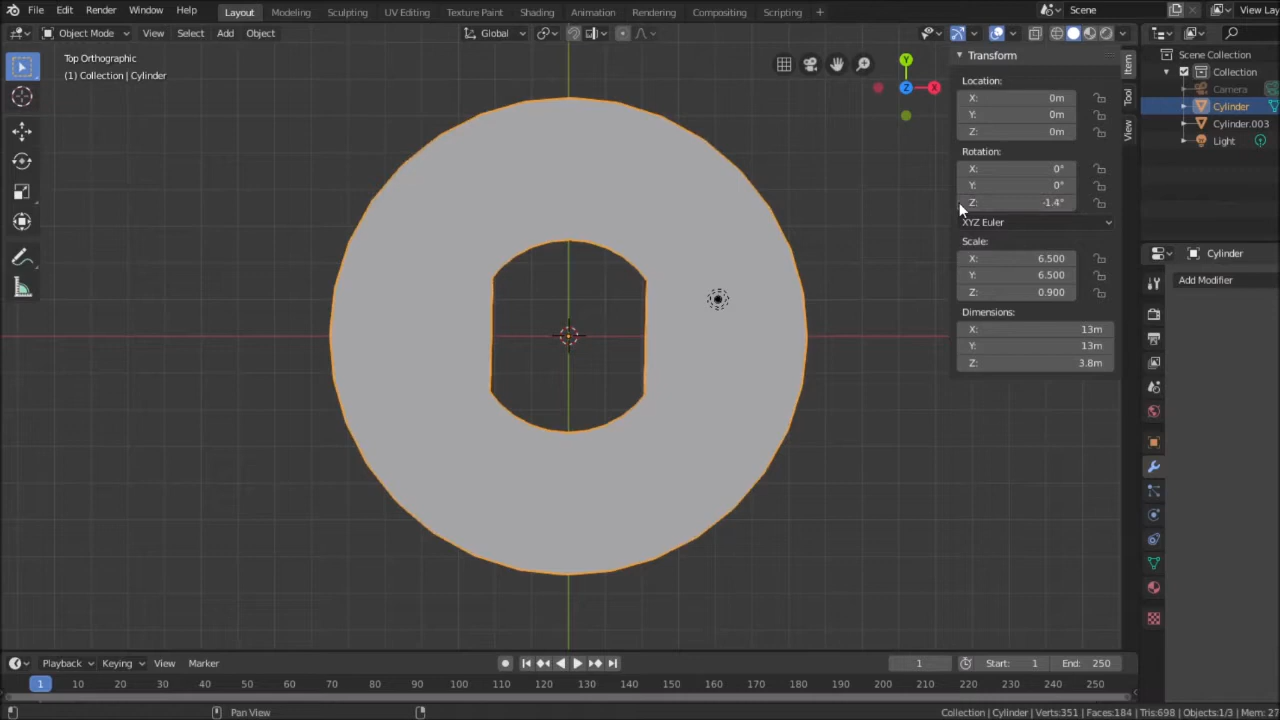 File Edit Render Window Help Layout Modeling Sculpting UV Editing Texture Paint Shading Animation Rendering Compositing Scripting + Scene View Lay
Object Mode View Select Add Object Global
Top Orthographic
(1) Collection | Cylinder
Y
Z
X
Transform
Location:
X: 0m
Y: 0m
Z: 0m
Rotation:
X: 0°
Y: 0°
Z: -1.4°
XYZ Euler
Scale:
X: 6.500
Y: 6.500
Z: 0.900
Dimensions:
X: 13m
Y: 13m
Z: 3.8m
Item
Tool
View
Scene Collection
Collection
Camera
Cylinder
Cylinder.003
Light
Cylinder
Add Modifier
Playback Keying View Marker 1 Start: 1 End: 250
1 10 20 30 40 50 60 70 80 90 100 110 120 130 140 150 160 170 180 190 200 210 220 230 240 250
Pan View Collection | Cylinder | Verts:351 | Faces:184 | Tris:698 | Objects:1/3 | Mem: 27